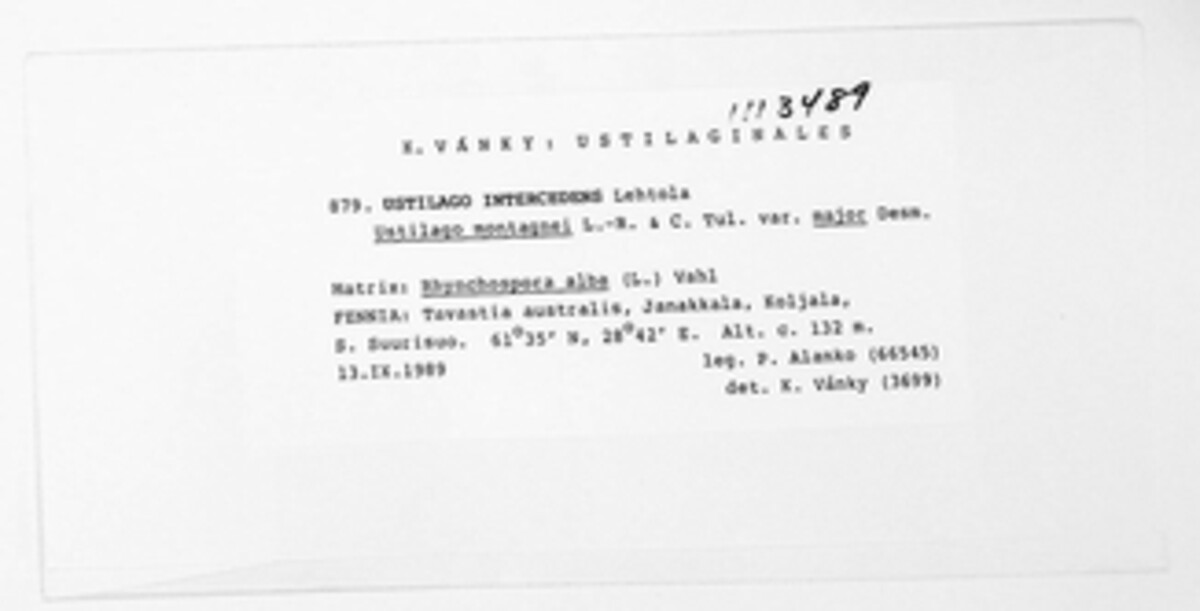 !!! 3489
K. VÁNKY: USTILAGINALES
879. USTILAGO INTERCEDENS Lehtola
Ustilago montagnei L.-R. & C. Tul. var. major Desm.
Matrix: Rhynchospora alba (L.) Vahl
FENNIA: Tavastia australis, Janakkala, Koljala,
S. Suurisuo. 61°35' N, 28°42' E. Alt. c. 132 m.
13.IX.1989
leg. P. Alanko (66545)
det. K. Vánky (3699)